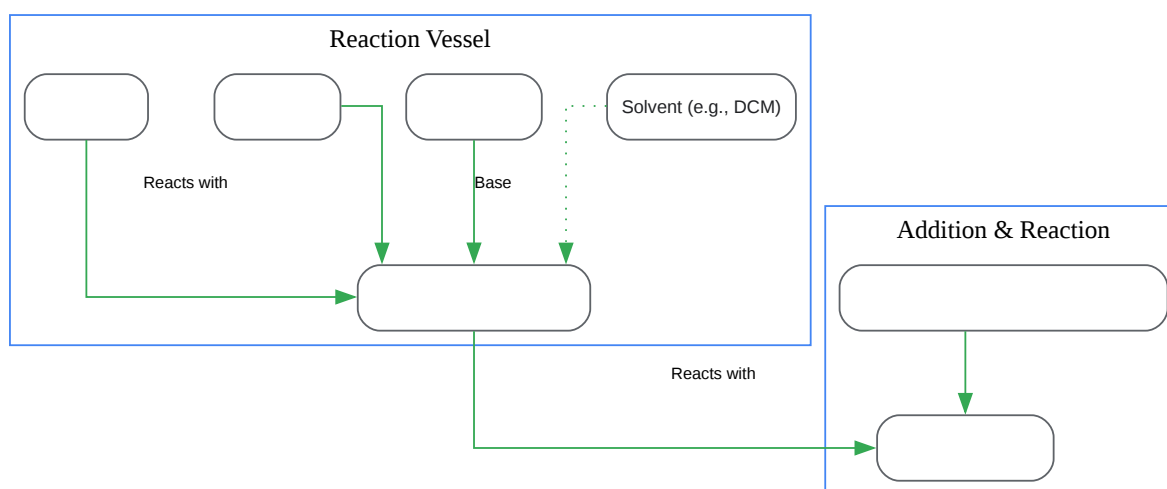 Reaction Vessel
Solvent (e.g., DCM)
Reacts with
Base
Addition & Reaction
Reacts with